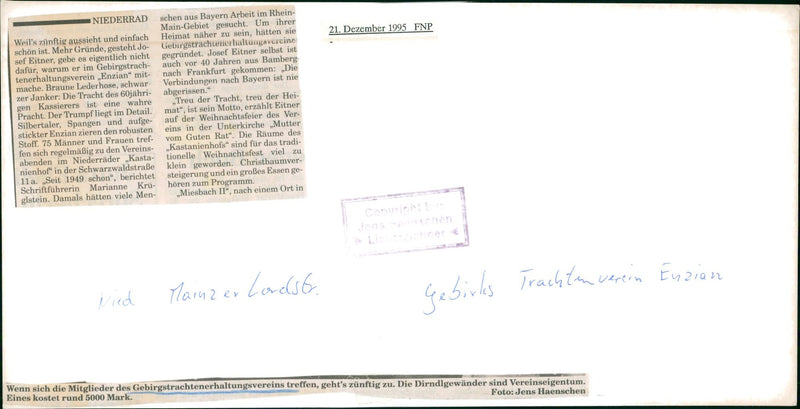 NIEDERRAD
Weil's zünftig aussieht und einfach
schön ist. Mehr Gründe, gesteht Jo-
sef Eitner, gebe es eigentlich nicht
dafür, warum er im Gebirgstrach-
tenerhaltungsverein „Enzian" mit-
mache. Braune Lederhose, schwar-
zer Janker: Die Tracht des 60jähri-
gen Kassierers ist eine wahre
Pracht. Der Trumpf liegt im Detail.
Silbertaler, Spangen und aufge-
stickter Enzian zieren den robusten
Stoff. 75 Männer und Frauen tref-
fen sich regelmäßig zu den Vereins-
abenden im Niederräder „Kasta-
nienhof" in der Schwarzwaldstraße
11a. „Seit 1949 schon", berichtet
Schriftführerin Marianne Krü-
glstein. Damals hätten viele Men-
schen aus Bayern Arbeit im Rhein-
Main-Gebiet gesucht. Um ihrer
Heimat näher zu sein, hätten sie
Gebirgstrachtenerhaltungsvereine
gegründet. Josef Eitner selbst ist
auch vor 40 Jahren aus Bamberg
nach Frankfurt gekommen: „Die
Verbindungen nach Bayern ist nie
abgerissen."
„Treu der Tracht, treu der Hei-
mat", ist sein Motto, erzählt Eitner
auf der Weihnachtsfeier des Ver-
eins in der Unterkirche „Mutter
vom Guten Rat". Die Räume des
„Kastanienhofs" sind für das tradi-
tionelle Weihnachtsfest viel zu
klein geworden. Christbaumver-
steigerung und ein großes Essen ge-
hören zum Programm.
„Miesbach II", nach einem Ort in
21. Dezember 1995 FNP
Copyright by
Jens Haenschen
Nied Mainzer Landstr.
Gebirks Trachtenverein Enzian
Wenn sich die Mitglieder des Gebirgstrachtenerhaltungsvereins treffen, geht's zünftig zu. Die Dirndlgewänder sind Vereinseigentum.
Eines kostet rund 5000 Mark. Foto: Jens Haenschen